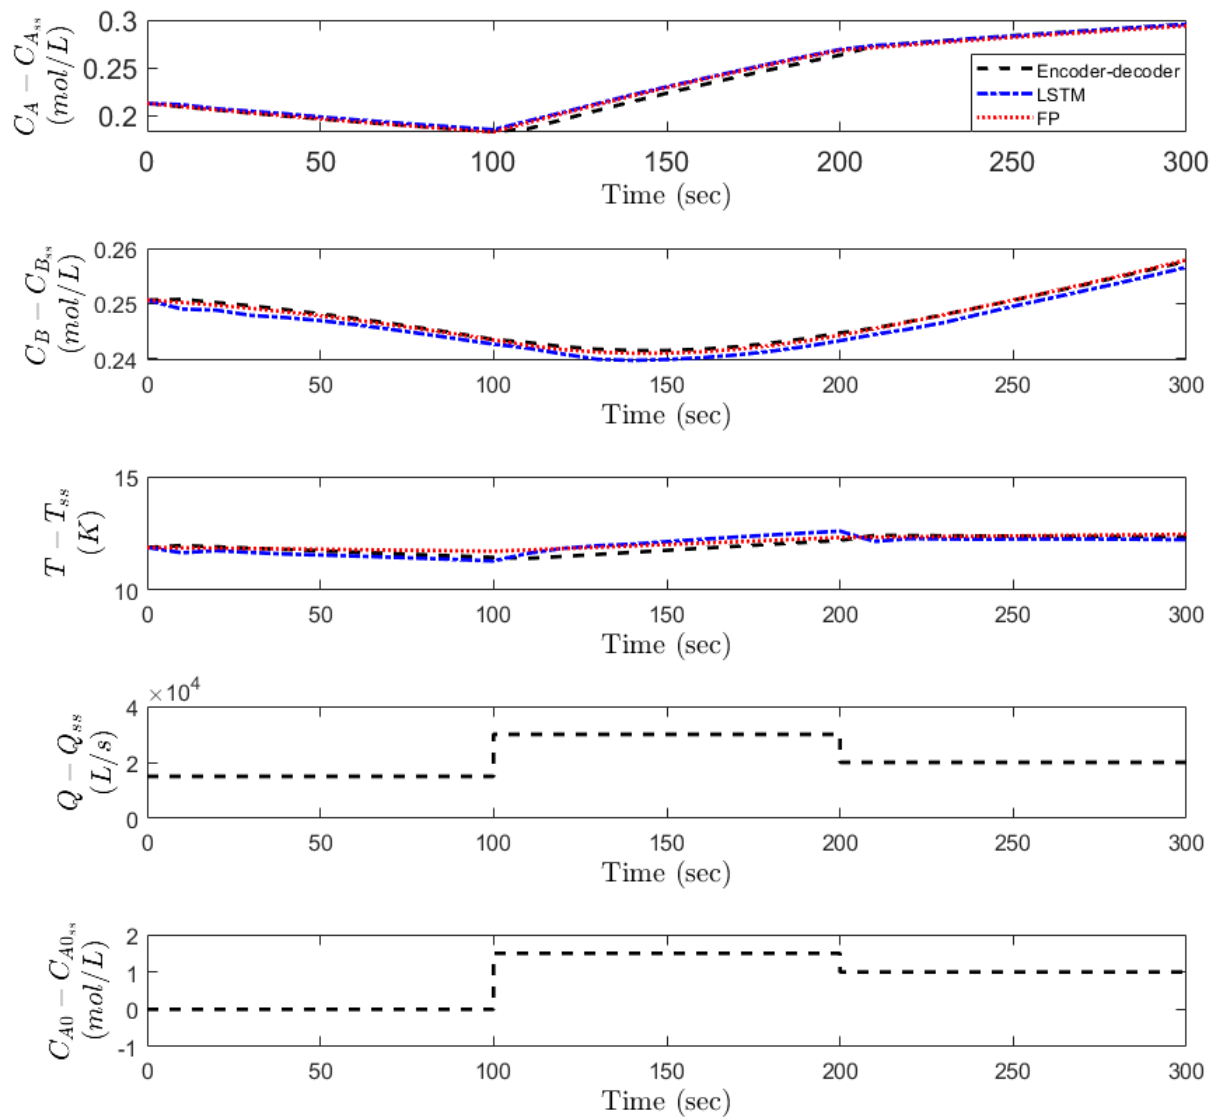 0.3
0.25
0.2
C_A − C_{A_{ss}}
(mol/L)
Encoder-decoder
LSTM
FP
0 50 100 150 200 250 300
Time (sec)
0.26
0.25
0.24
C_B − C_{B_{ss}}
(mol/L)
0 50 100 150 200 250 300
Time (sec)
15
10
T − T_{ss}
(K)
0 50 100 150 200 250 300
Time (sec)
×10^4
4
2
0
Q − Q_{ss}
(L/s)
0 50 100 150 200 250 300
Time (sec)
2
1
0
-1
C_{A0} − C_{A0_{ss}}
(mol/L)
0 50 100 150 200 250 300
Time (sec)